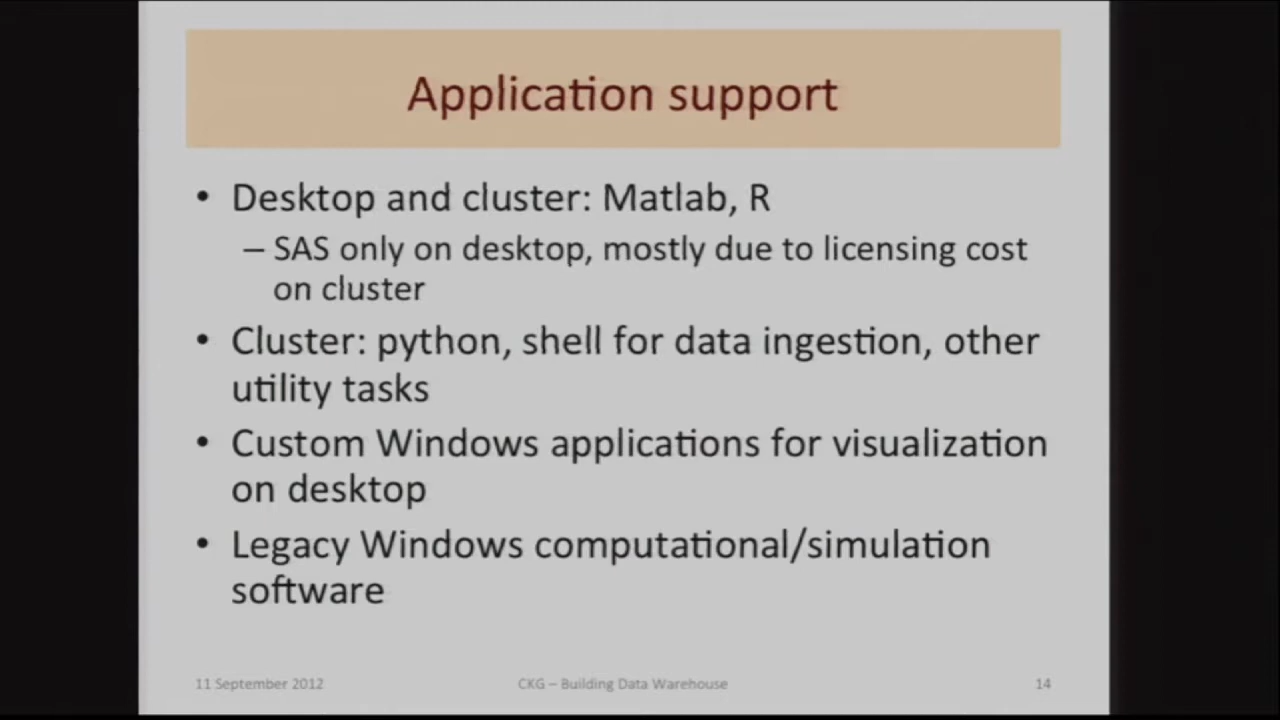 Application support
• Desktop and cluster: Matlab, R
– SAS only on desktop, mostly due to licensing cost
on cluster
• Cluster: python, shell for data ingestion, other
utility tasks
• Custom Windows applications for visualization
on desktop
• Legacy Windows computational/simulation
software
11 September 2012 CKG – Building Data Warehouse 14